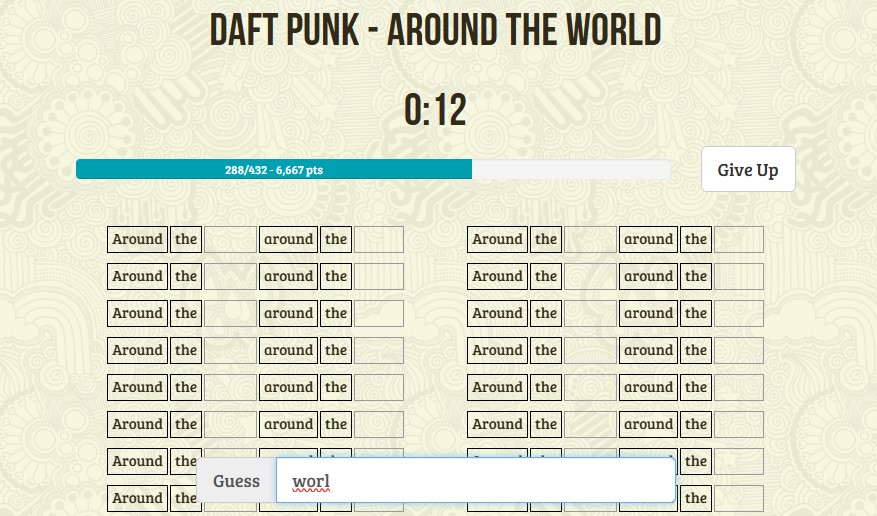 DAFT PUNK - AROUND THE WORLD
0:12
288/432 - 6,667 pts
Give Up
Around the around the Around the around the
Around the around the Around the around the
Around the around the Around the around the
Around the around the Around the around the
Around the around the Around the around the
Around the around the Around the around the
Around the the
Guess worl
Around the